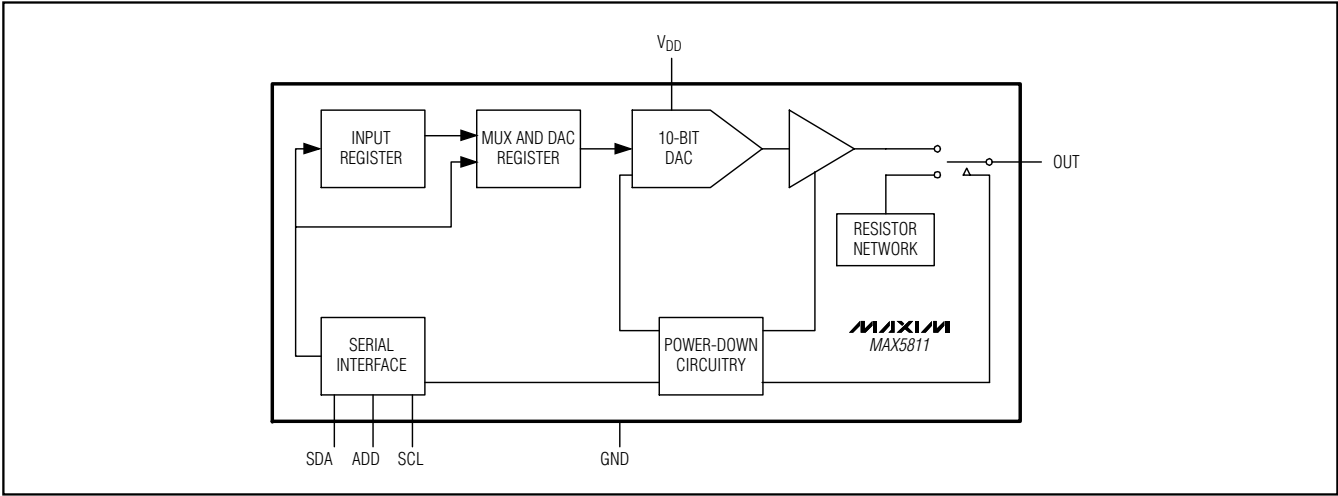 VDD
INPUT
REGISTER
MUX AND DAC
REGISTER
10-BIT
DAC
OUT
RESISTOR
NETWORK
SERIAL
INTERFACE
POWER-DOWN
CIRCUITRY
MAXIM
MAX5811
SDA ADD SCL GND